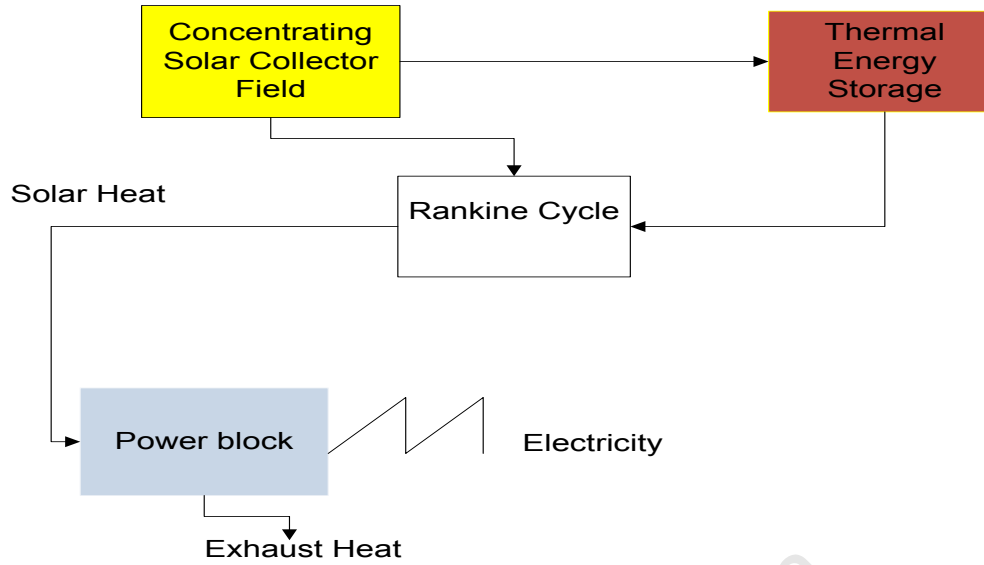 Concentrating
Solar Collector
Field
Thermal
Energy
Storage
Solar Heat
Rankine Cycle
Power block
Electricity
Exhaust Heat